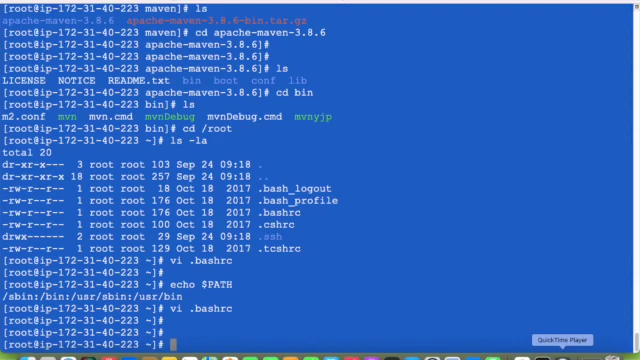 [root@ip-172-31-40-223 maven]# ls
apache-maven-3.8.6  apache-maven-3.8.6-bin.tar.gz
[root@ip-172-31-40-223 maven]# cd apache-maven-3.8.6
[root@ip-172-31-40-223 apache-maven-3.8.6]#
[root@ip-172-31-40-223 apache-maven-3.8.6]#
[root@ip-172-31-40-223 apache-maven-3.8.6]# ls
LICENSE  NOTICE  README.txt  bin  boot  conf  lib
[root@ip-172-31-40-223 apache-maven-3.8.6]# cd bin
[root@ip-172-31-40-223 bin]# ls
m2.conf  mvn  mvn.cmd  mvnDebug  mvnDebug.cmd  mvnyjp
[root@ip-172-31-40-223 bin]# cd /root
[root@ip-172-31-40-223 ~]# ls -la
total 20
dr-xr-x---  3 root root 103 Sep 24 09:18 .
dr-xr-xr-x 18 root root 257 Sep 24 09:18 ..
-rw-r--r--  1 root root  18 Oct 18  2017 .bash_logout
-rw-r--r--  1 root root 176 Oct 18  2017 .bash_profile
-rw-r--r--  1 root root 176 Oct 18  2017 .bashrc
-rw-r--r--  1 root root 100 Oct 18  2017 .cshrc
drwx------  2 root root  29 Sep 24 09:18 .ssh
-rw-r--r--  1 root root 129 Oct 18  2017 .tcshrc
[root@ip-172-31-40-223 ~]# vi .bashrc
[root@ip-172-31-40-223 ~]#
[root@ip-172-31-40-223 ~]# echo $PATH
/sbin:/bin:/usr/sbin:/usr/bin
[root@ip-172-31-40-223 ~]# vi .bashrc
[root@ip-172-31-40-223 ~]#
[root@ip-172-31-40-223 ~]#
[root@ip-172-31-40-223 ~]#
QuickTime Player